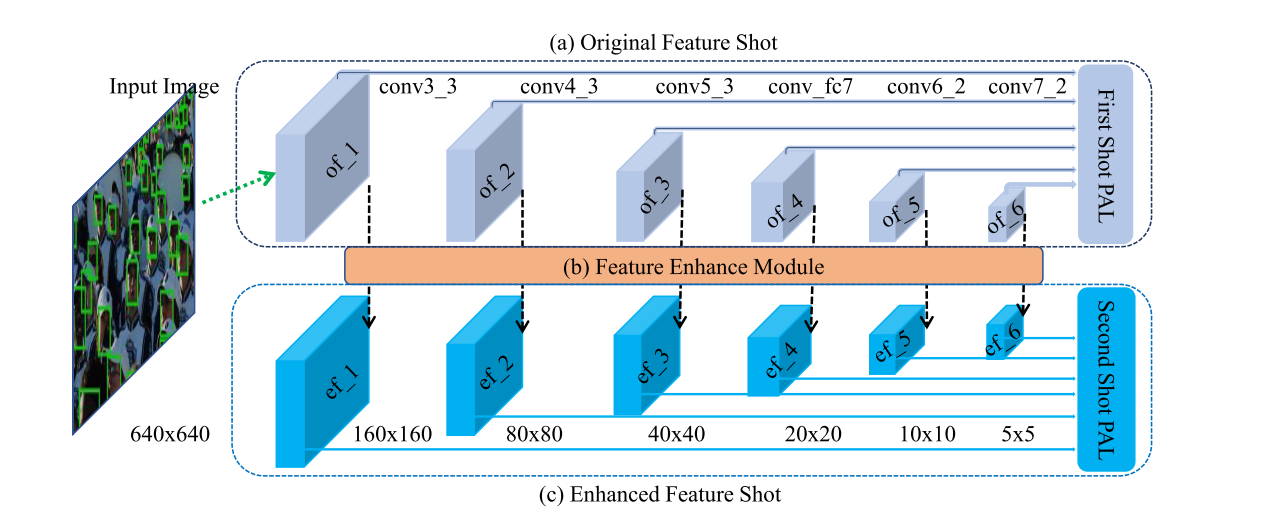 (a) Original Feature Shot
Input Image
conv3_3
conv4_3
conv5_3
conv_fc7
conv6_2
conv7_2
of_1
of_2
of_3
of_4
of_5
of_6
First Shot PAL
(b) Feature Enhance Module
ef_1
ef_2
ef_3
ef_4
ef_5
ef_6
Second Shot PAL
640x640
160x160
80x80
40x40
20x20
10x10
5x5
(c) Enhanced Feature Shot